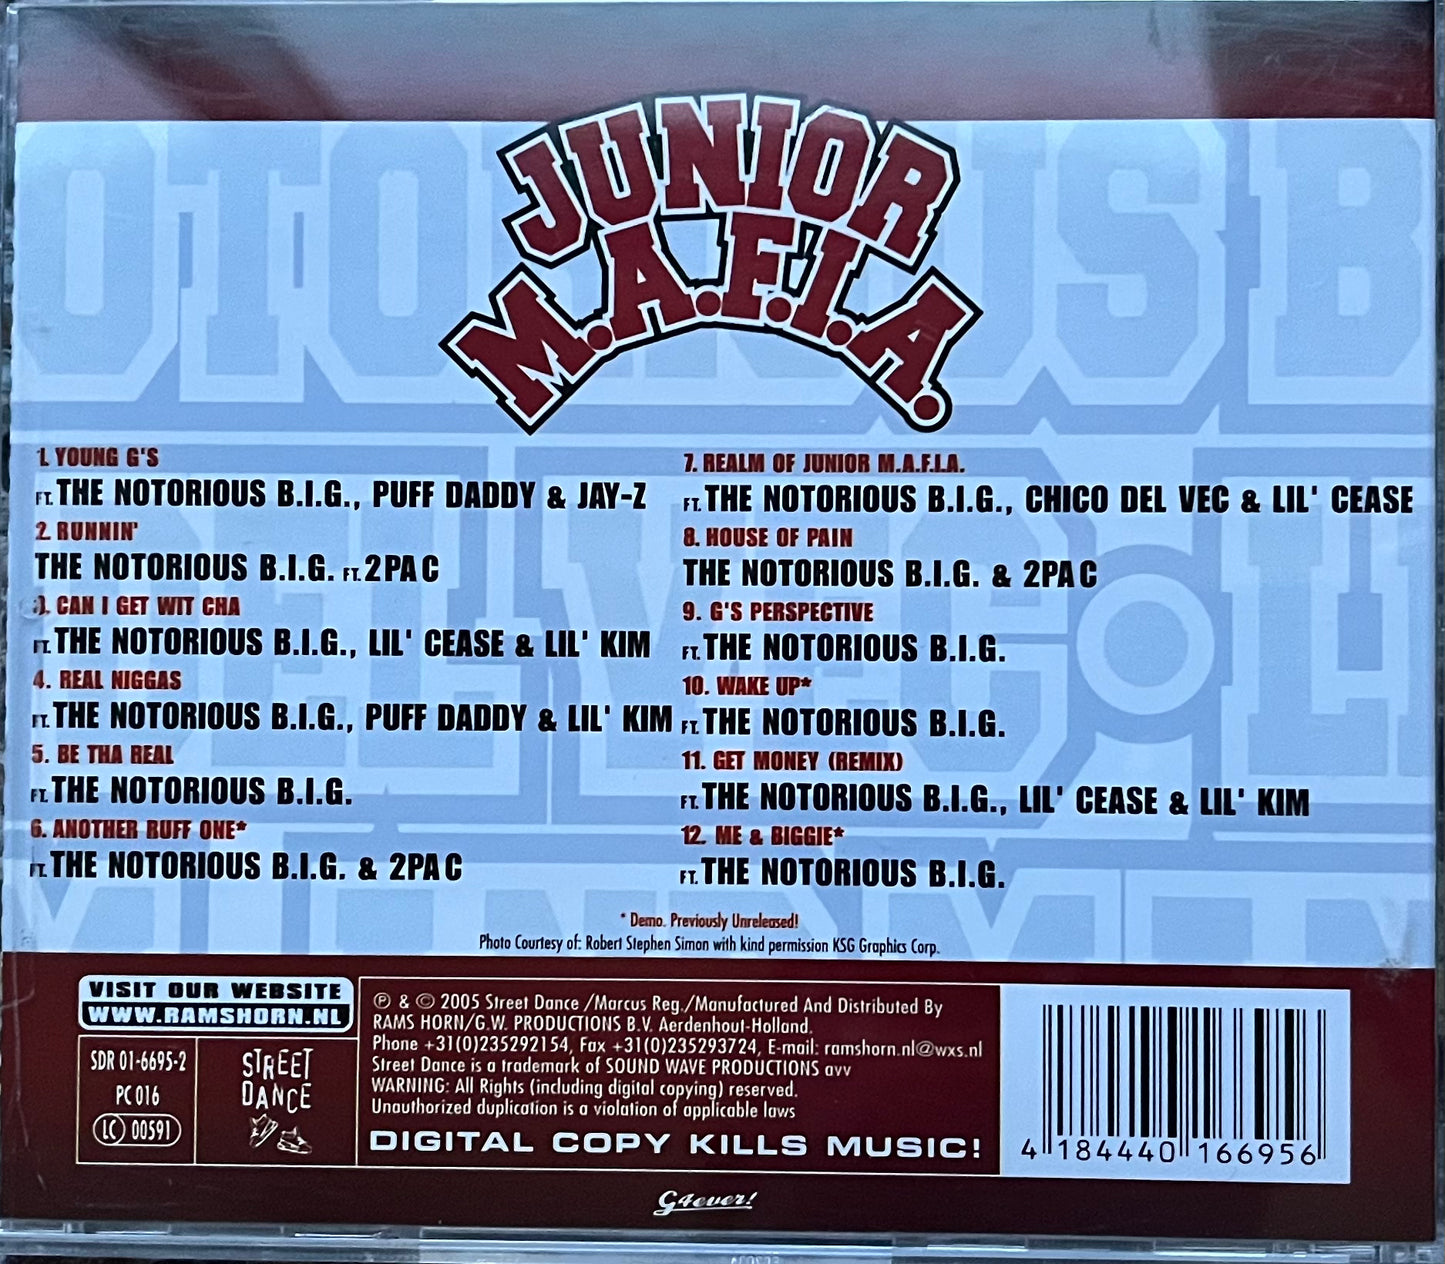 JUNIOR
M.A.F.I.A.
1. YOUNG G'S
FT. THE NOTORIOUS B.I.G., PUFF DADDY & JAY-Z
2. RUNNIN'
THE NOTORIOUS B.I.G. FT. 2PAC
3. CAN I GET WIT CHA
FT. THE NOTORIOUS B.I.G., LIL' CEASE & LIL' KIM
4. REAL NIGGAS
FT. THE NOTORIOUS B.I.G., PUFF DADDY & LIL' KIM
5. BE THA REAL
FT. THE NOTORIOUS B.I.G.
6. ANOTHER RUFF ONE*
FT. THE NOTORIOUS B.I.G. & 2PAC
7. REALM OF JUNIOR M.A.F.I.A.
FT. THE NOTORIOUS B.I.G., CHICO DEL VEC & LIL' CEASE
8. HOUSE OF PAIN
THE NOTORIOUS B.I.G. & 2PAC
9. G'S PERSPECTIVE
FT. THE NOTORIOUS B.I.G.
10. WAKE UP*
FT. THE NOTORIOUS B.I.G.
11. GET MONEY (REMIX)
FT. THE NOTORIOUS B.I.G., LIL' CEASE & LIL' KIM
12. ME & BIGGIE*
FT. THE NOTORIOUS B.I.G.
* Demo. Previously Unreleased!
Photo Courtesy of: Robert Stephen Simon with kind permission KSG Graphics Corp.
VISIT OUR WEBSITE
WWW.RAMSHORN.NL
SDR 01-6695-2
PC 016
LC 00591
STREET
DANCE
℗ & © 2005 Street Dance /Marcus Reg./Manufactured And Distributed By
RAMS HORN/G.W. PRODUCTIONS B.V. Aerdenhout-Holland.
Phone +31(0)235292154, Fax +31(0)235293724, E-mail: ramshorn.nl@wxs.nl
Street Dance is a trademark of SOUND WAVE PRODUCTIONS avv
WARNING: All Rights (including digital copying) reserved.
Unauthorized duplication is a violation of applicable laws
DIGITAL COPY KILLS MUSIC!
4 184440 166956
G4ever!